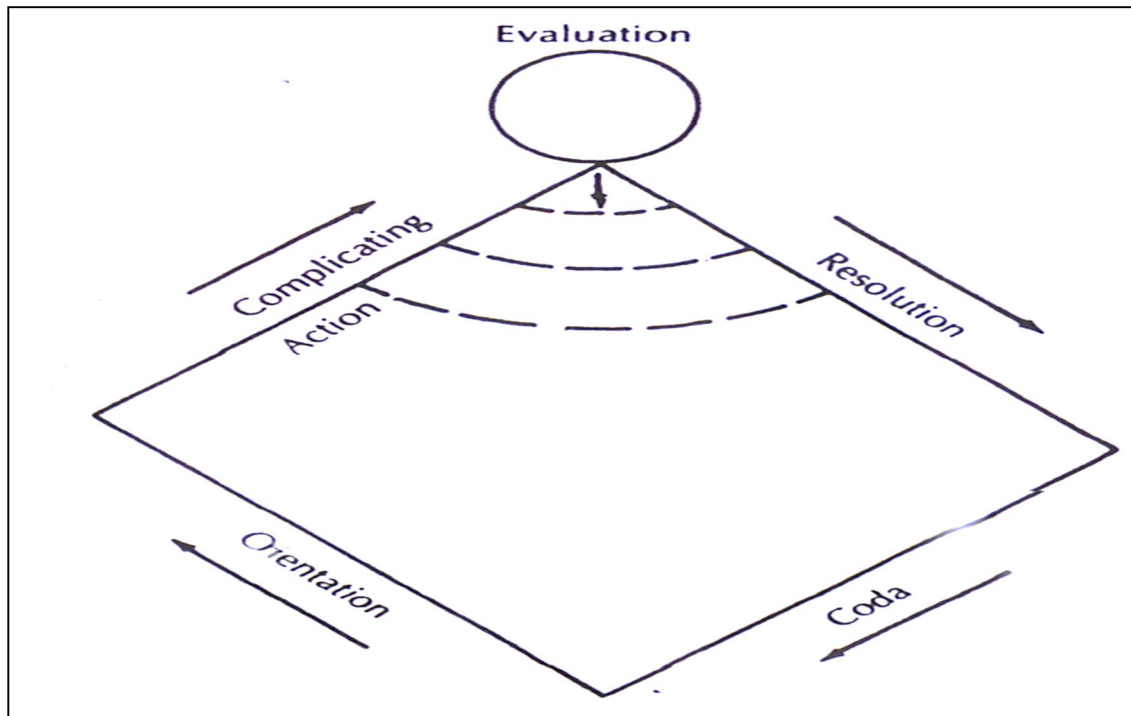 Evaluation
Complicating
Action
Resolution
Orientation
Coda